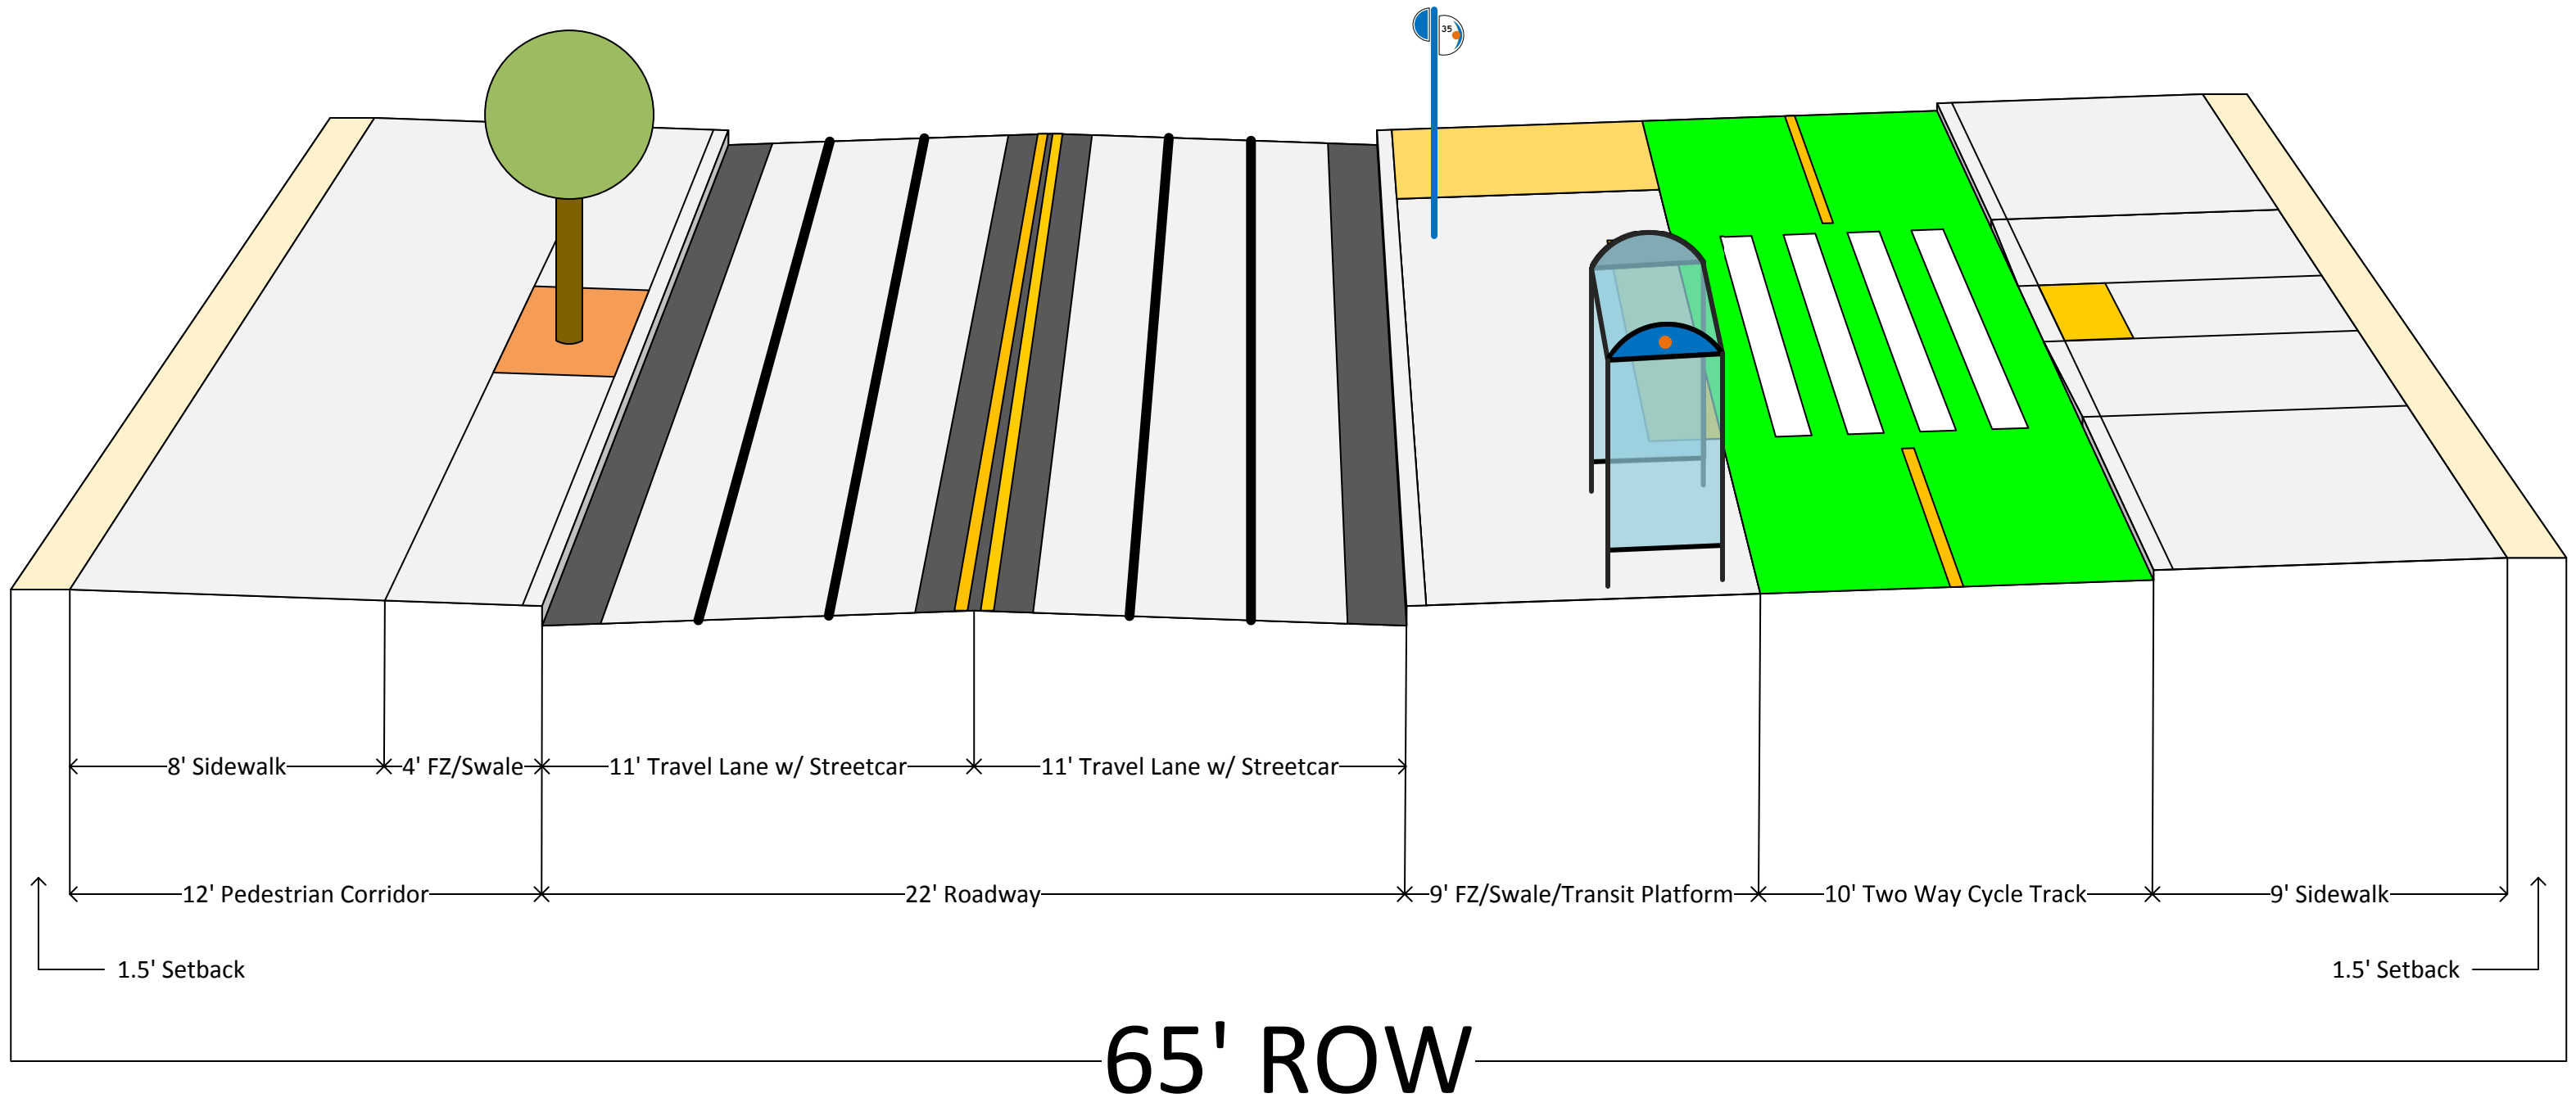 35
8' Sidewalk
4' FZ/Swale
11' Travel Lane w/ Streetcar
11' Travel Lane w/ Streetcar
12' Pedestrian Corridor
22' Roadway
9' FZ/Swale/Transit Platform
10' Two Way Cycle Track
9' Sidewalk
1.5' Setback
1.5' Setback
65' ROW